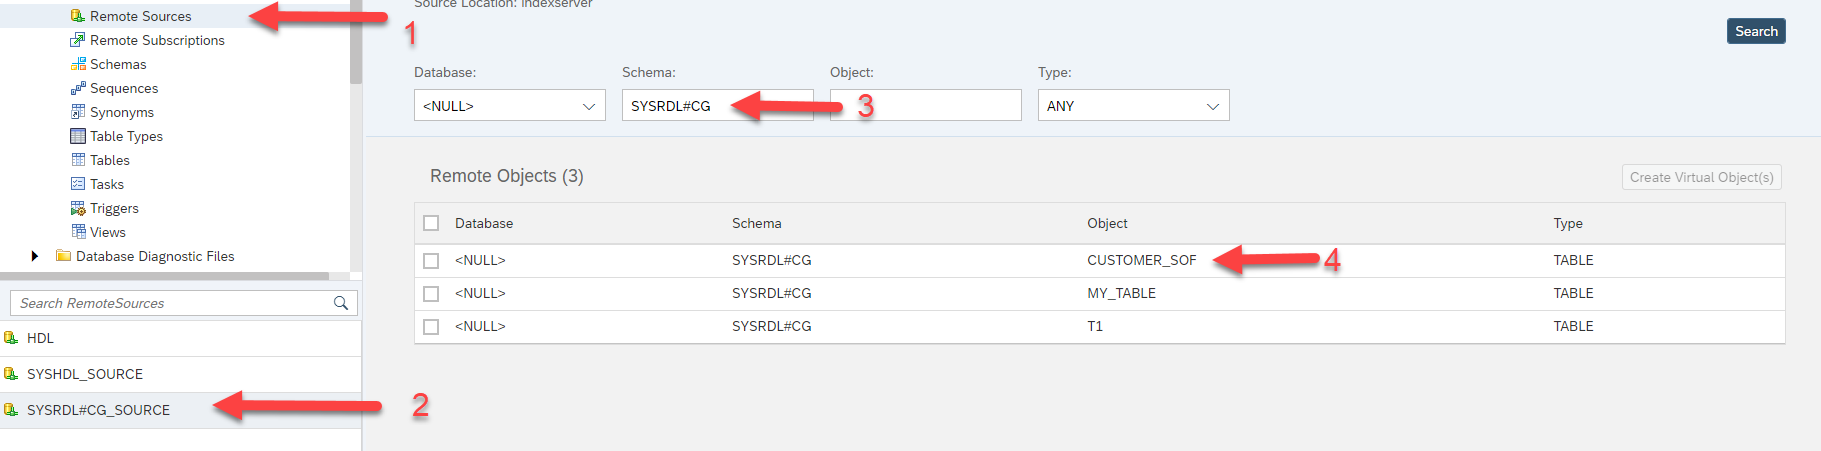 Remote Sources
Remote Subscriptions
Schemas
Sequences
Synonyms
Table Types
Tables
Tasks
Triggers
Views
Database Diagnostic Files
1
Search RemoteSources
HDL
SYSHDL_SOURCE
SYSRDL#CG_SOURCE
2
Source Location: indexserver
Search
Database: Schema: Object: Type:
<NULL> SYSRDL#CG 3 ANY
Remote Objects (3) Create Virtual Object(s)
Database Schema Object Type
<NULL> SYSRDL#CG CUSTOMER_SOF 4 TABLE
<NULL> SYSRDL#CG MY_TABLE TABLE
<NULL> SYSRDL#CG T1 TABLE